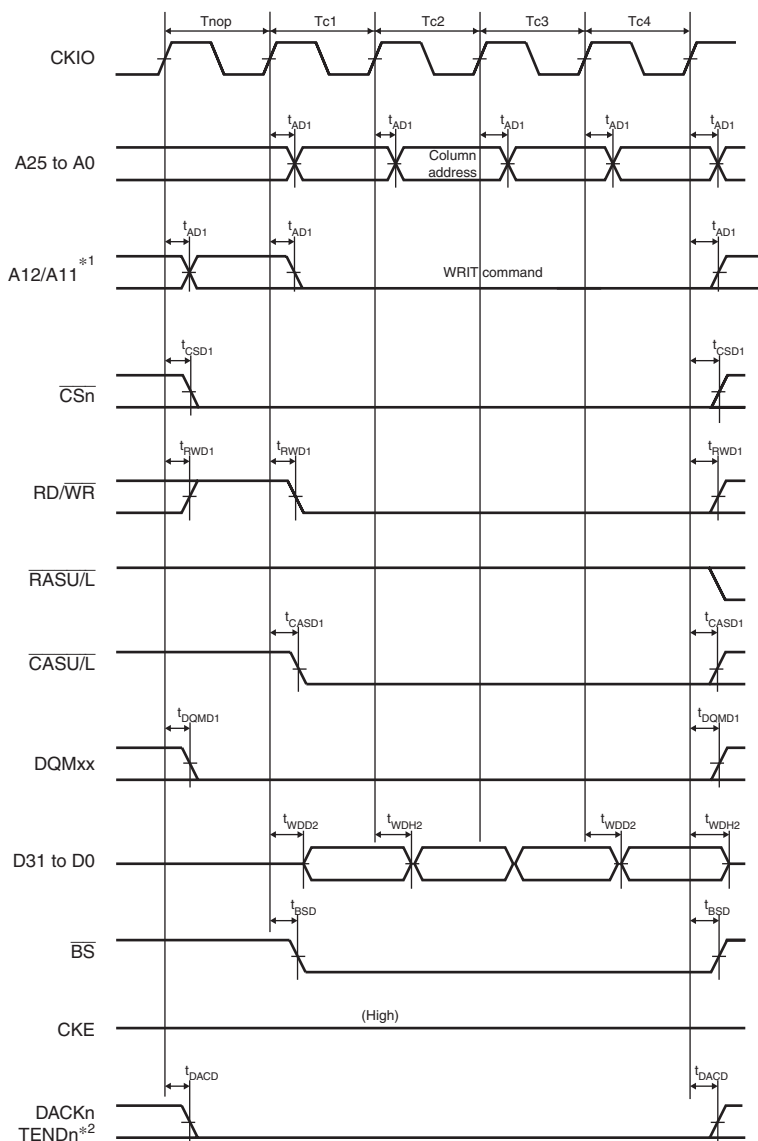 Tnop Tc1 Tc2 Tc3 Tc4
CKIO
tAD1 tAD1 tAD1 tAD1 tAD1
A25 to A0
Column
address
tAD1 tAD1 tAD1
A12/A11*1
WRIT command
tCSD1 tCSD1
CSn
tRWD1 tRWD1 tRWD1
RD/WR
RASU/L
tCASD1 tCASD1
CASU/L
tDQMD1 tDQMD1
DQMxx
tWDD2 tWDH2 tWDD2 tWDH2
D31 to D0
tBSD tBSD
BS
(High)
CKE
tDACD tDACD
DACKn
TENDn*2